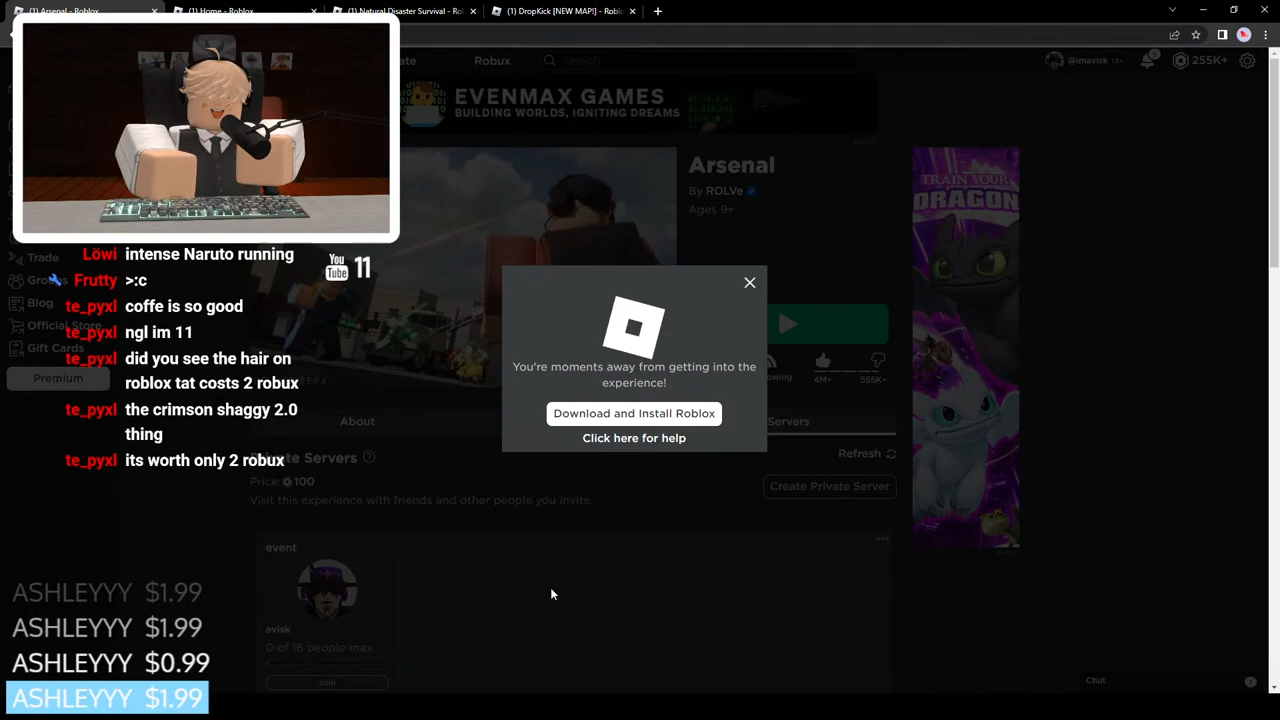 (1) Arsenal - Roblox
(1) Home - Roblox
(1) Natural Disaster Survival - Rob
(1) DropKick [NEW MAP!] - Roblo
Robux
Search
@imavisk 13+
255K+
EVENMAX GAMES
BUILDING WORLDS, IGNITING DREAMS
Arsenal
By ROLVe
Ages 9+
TRAIN YOUR
DRAGON
Löwi intense Naruto running
You Tube 11
Frutty >:c
te_pyxl coffe is so good
te_pyxl ngl im 11
te_pyxl did you see the hair on
roblox tat costs 2 robux
te_pyxl the crimson shaggy 2.0
thing
te_pyxl its worth only 2 robux
Trade
Blog
Official Store
Gift Cards
Premium
You're moments away from getting into the
experience!
Download and Install Roblox
Click here for help
4M+
About
Servers
Private Servers
Refresh
Price: 100
Visit this experience with friends and other people you invite.
Create Private Server
event
avisk
0 of 16 people max
Join
ASHLEYYY $1.99
ASHLEYYY $1.99
ASHLEYYY $0.99
ASHLEYYY $1.99
Chat